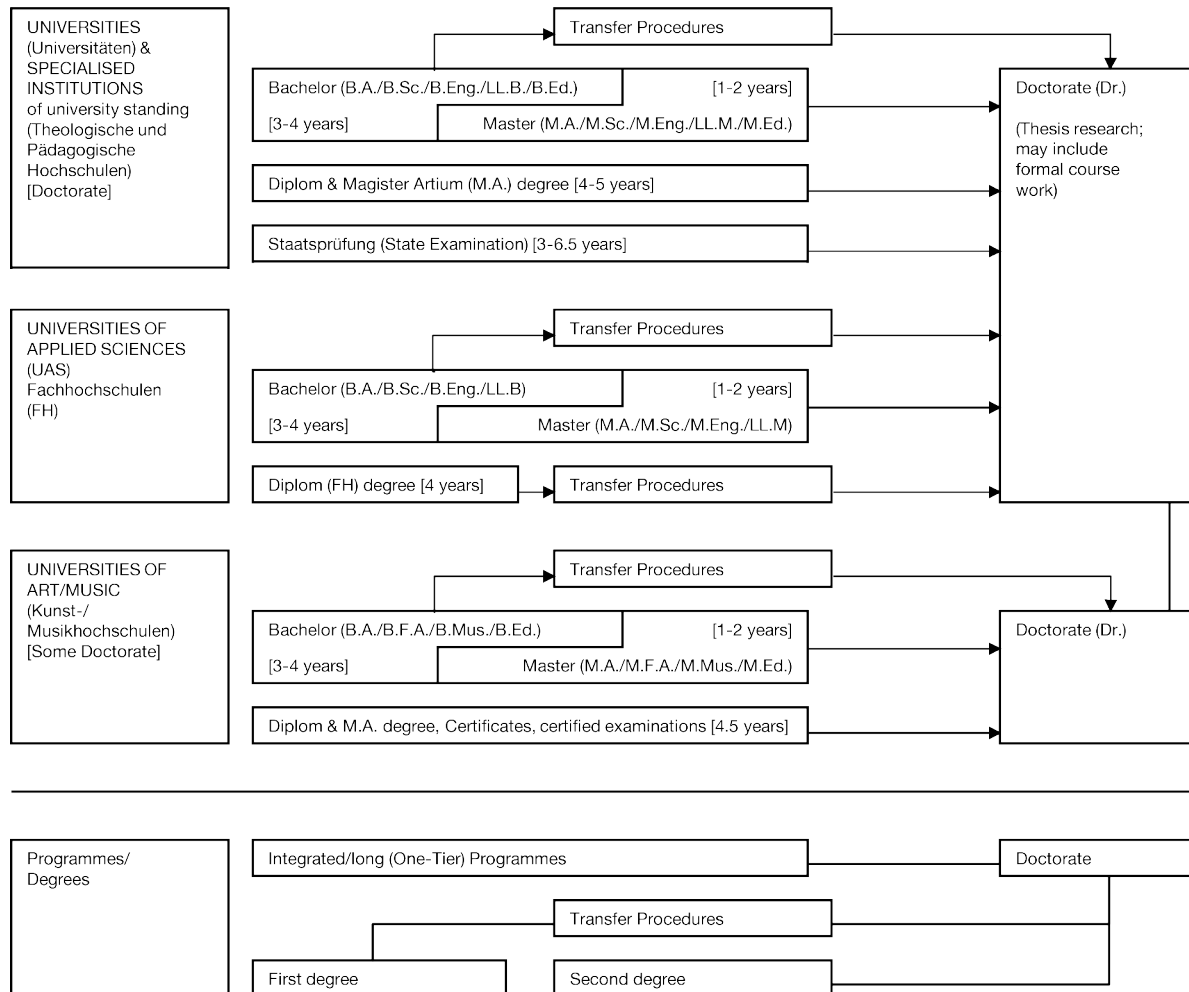 UNIVERSITIES
(Universitäten) &
SPECIALISED
INSTITUTIONS
of university standing
(Theologische und
Pädagogische
Hochschulen)
[Doctorate]
Transfer Procedures
Bachelor (B.A./B.Sc./B.Eng./LL.B./B.Ed.)
[1-2 years]
[3-4 years]
Master (M.A./M.Sc./M.Eng./LL.M./M.Ed.)
Diplom & Magister Artium (M.A.) degree [4-5 years]
Staatsprüfung (State Examination) [3-6.5 years]
Doctorate (Dr.)
(Thesis research;
may include
formal course
work)
UNIVERSITIES OF
APPLIED SCIENCES
(UAS)
Fachhochschulen
(FH)
Transfer Procedures
Bachelor (B.A./B.Sc./B.Eng./LL.B)
[1-2 years]
[3-4 years]
Master (M.A./M.Sc./M.Eng./LL.M)
Diplom (FH) degree [4 years]
Transfer Procedures
UNIVERSITIES OF
ART/MUSIC
(Kunst-/
Musikhochschulen)
[Some Doctorate]
Transfer Procedures
Bachelor (B.A./B.F.A./B.Mus./B.Ed.)
[1-2 years]
[3-4 years]
Master (M.A./M.F.A./M.Mus./M.Ed.)
Diplom & M.A. degree, Certificates, certified examinations [4.5 years]
Doctorate (Dr.)
Programmes/
Degrees
Integrated/long (One-Tier) Programmes
Doctorate
Transfer Procedures
First degree
Second degree